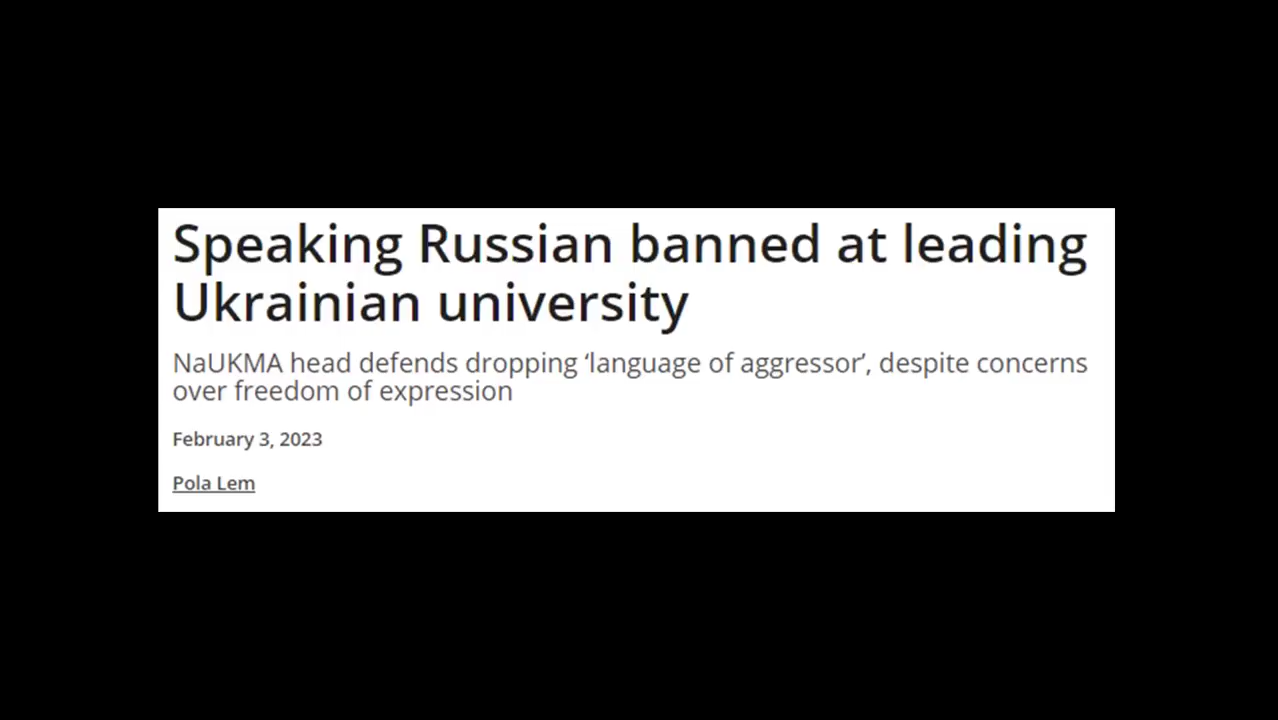 Speaking Russian banned at leading
Ukrainian university
NaUKMA head defends dropping ‘language of aggressor’, despite concerns
over freedom of expression
February 3, 2023
Pola Lem